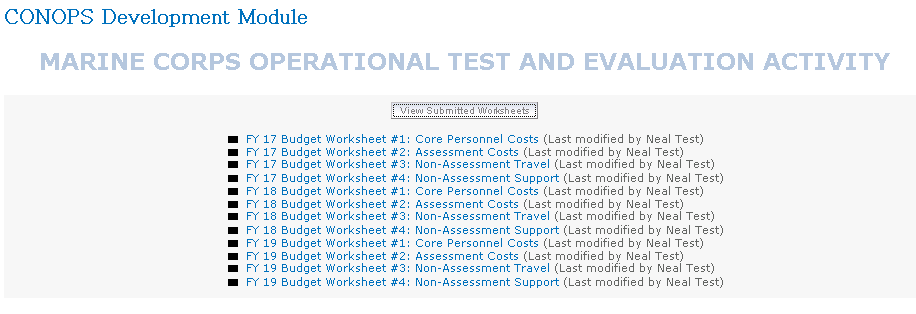 CONOPS Development Module
MARINE CORPS OPERATIONAL TEST AND EVALUATION ACTIVITY
View Submitted Worksheets
FY 17 Budget Worksheet #1: Core Personnel Costs (Last modified by Neal Test)
FY 17 Budget Worksheet #2: Assessment Costs (Last modified by Neal Test)
FY 17 Budget Worksheet #3: Non-Assessment Travel (Last modified by Neal Test)
FY 17 Budget Worksheet #4: Non-Assessment Support (Last modified by Neal Test)
FY 18 Budget Worksheet #1: Core Personnel Costs (Last modified by Neal Test)
FY 18 Budget Worksheet #2: Assessment Costs (Last modified by Neal Test)
FY 18 Budget Worksheet #3: Non-Assessment Travel (Last modified by Neal Test)
FY 18 Budget Worksheet #4: Non-Assessment Support (Last modified by Neal Test)
FY 19 Budget Worksheet #1: Core Personnel Costs (Last modified by Neal Test)
FY 19 Budget Worksheet #2: Assessment Costs (Last modified by Neal Test)
FY 19 Budget Worksheet #3: Non-Assessment Travel (Last modified by Neal Test)
FY 19 Budget Worksheet #4: Non-Assessment Support (Last modified by Neal Test)